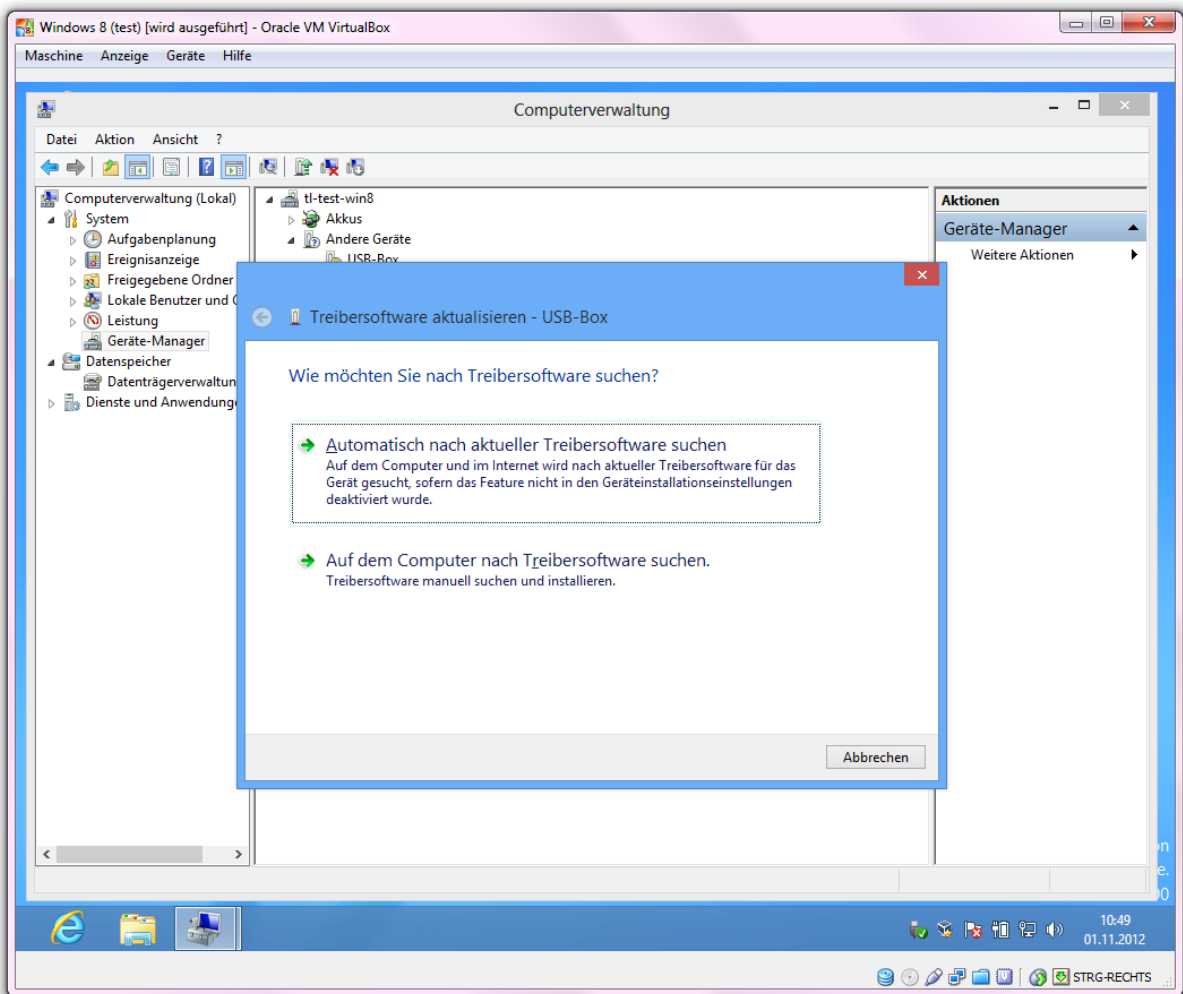 Windows 8 (test) [wird ausgeführt] - Oracle VM VirtualBox
Maschine Anzeige Geräte Hilfe
Computerverwaltung
Datei Aktion Ansicht ?
Computerverwaltung (Lokal)
System
Aufgabenplanung
Ereignisanzeige
Freigegebene Ordner
Lokale Benutzer und
Leistung
Geräte-Manager
Datenspeicher
Datenträgerverwaltun
Dienste und Anwendung
tl-test-win8
Akkus
Andere Geräte
USB-Box
Aktionen
Geräte-Manager
Weitere Aktionen
Treibersoftware aktualisieren - USB-Box
Wie möchten Sie nach Treibersoftware suchen?
Automatisch nach aktueller Treibersoftware suchen
Auf dem Computer und im Internet wird nach aktueller Treibersoftware für das
Gerät gesucht, sofern das Feature nicht in den Geräteinstallationseinstellungen
deaktiviert wurde.
Auf dem Computer nach Treibersoftware suchen.
Treibersoftware manuell suchen und installieren.
Abbrechen
10:49
01.11.2012
STRG-RECHTS